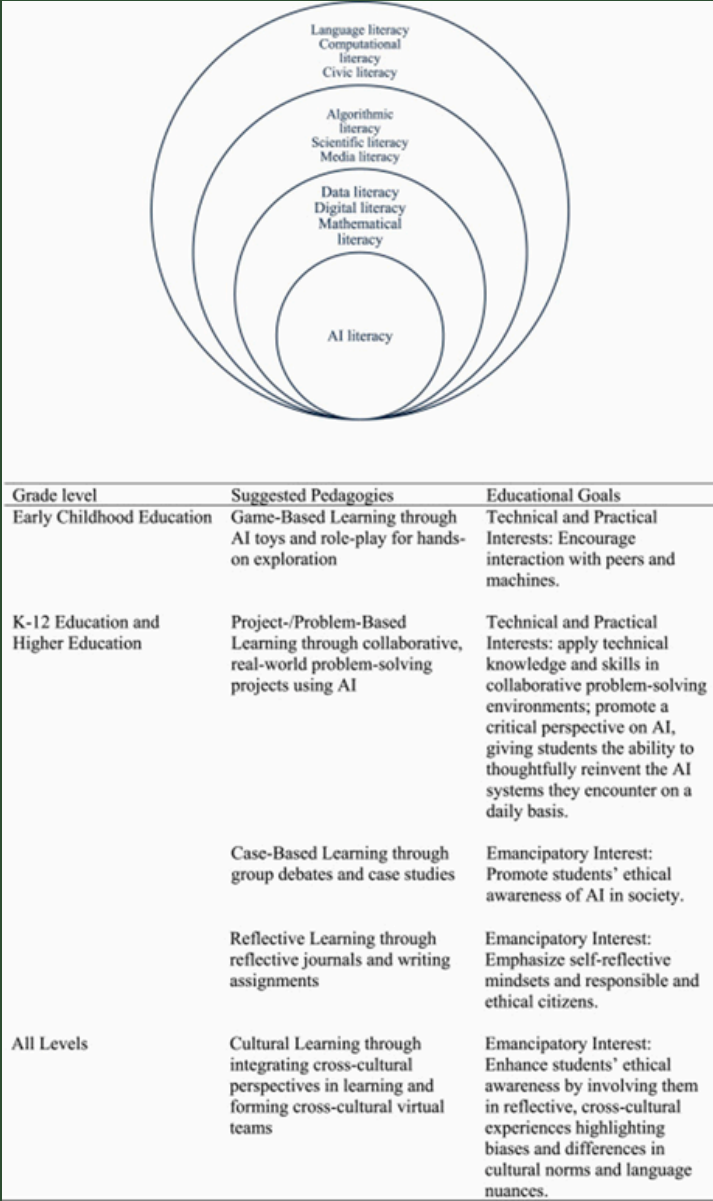 Language literacy
Computational
literacy
Civic literacy
Algorithmic
literacy
Scientific literacy
Media literacy
Data literacy
Digital literacy
Mathematical
literacy
AI literacy
Grade level Suggested Pedagogies Educational Goals
Early Childhood Education Game-Based Learning through Technical and Practical
AI toys and role-play for hands- Interests: Encourage
on exploration interaction with peers and
machines.
K-12 Education and Project-/Problem-Based Technical and Practical
Higher Education Learning through collaborative, Interests: apply technical
real-world problem-solving knowledge and skills in
projects using AI collaborative problem-solving
environments; promote a
critical perspective on AI,
giving students the ability to
thoughtfully reinvent the AI
systems they encounter on a
daily basis.
Case-Based Learning through Emancipatory Interest:
group debates and case studies Promote students’ ethical
awareness of AI in society.
Reflective Learning through Emancipatory Interest:
reflective journals and writing Emphasize self-reflective
assignments mindsets and responsible and
ethical citizens.
All Levels Cultural Learning through Emancipatory Interest:
integrating cross-cultural Enhance students’ ethical
perspectives in learning and awareness by involving them
forming cross-cultural virtual in reflective, cross-cultural
teams experiences highlighting
biases and differences in
cultural norms and language
nuances.